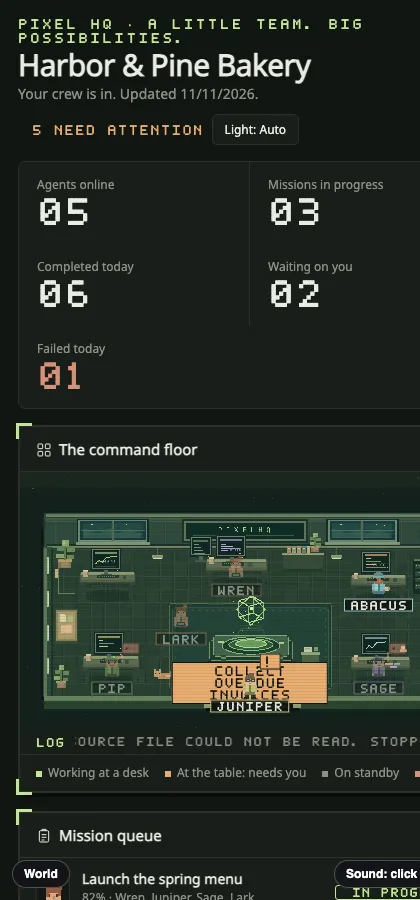 PIXEL HQ · A LITTLE TEAM. BIG
POSSIBILITIES.
Harbor & Pine Bakery
Your crew is in. Updated 11/11/2026.
5 NEED ATTENTION
Light: Auto
Agents online
05
Missions in progress
03
Completed today
06
Waiting on you
02
Failed today
01
The command floor
PIXELHQ
WREN
ABACUS
LARK
PIP
COLLECT
OVERDUE
INVOICES
!
SAGE
JUNIPER
LOG OURCE FILE COULD NOT BE READ. STOPP
Working at a desk
At the table: needs you
On standby
Mission queue
World
Launch the spring menu
82% · Wren, Juniper, Sage, Lark
Sound: click
IN PROG